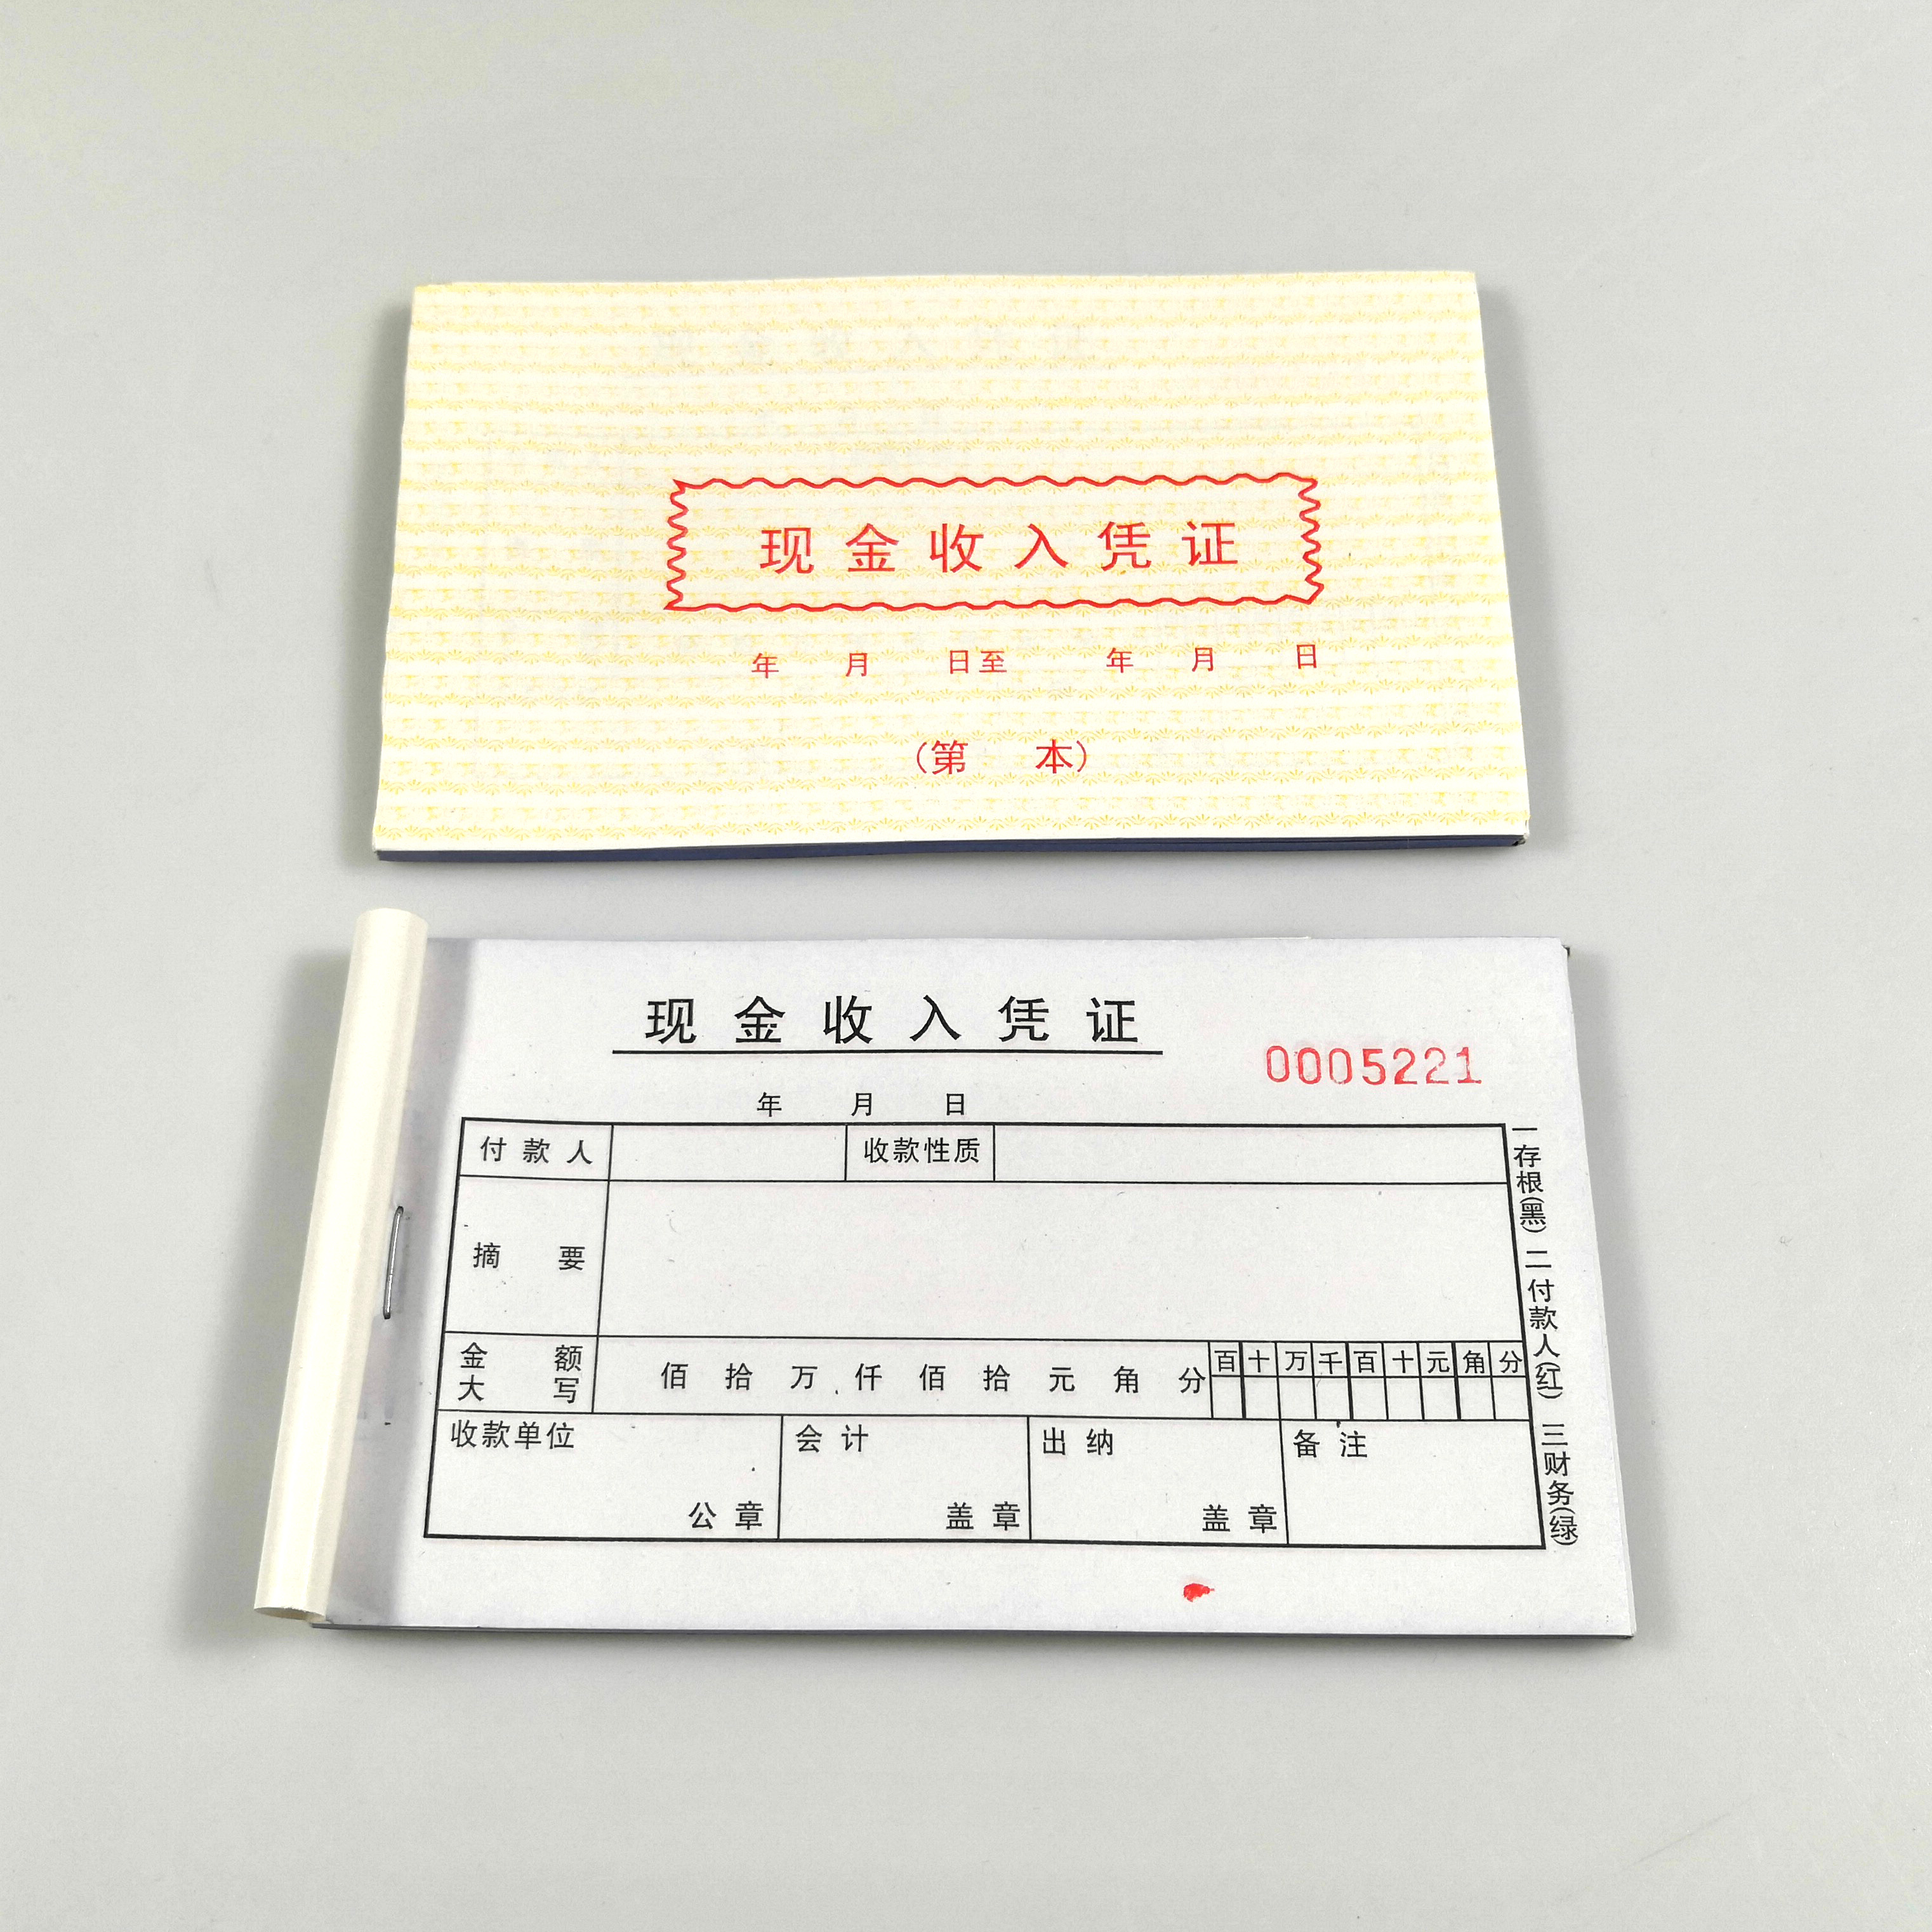 现金收入凭证
年 月 日至 年 月 日
(第 本)
现金收入凭证
0005221
年 月 日
付款人 收款性质
摘 要
金 额
大 写
佰 拾 万 仟 佰 拾 元 角 分
百 十 万 千 百 十 元 角 分
收款单位 会计 出纳 备注
公章 盖章 盖章
一存根(黑) 二付款人(红) 三财务(绿)